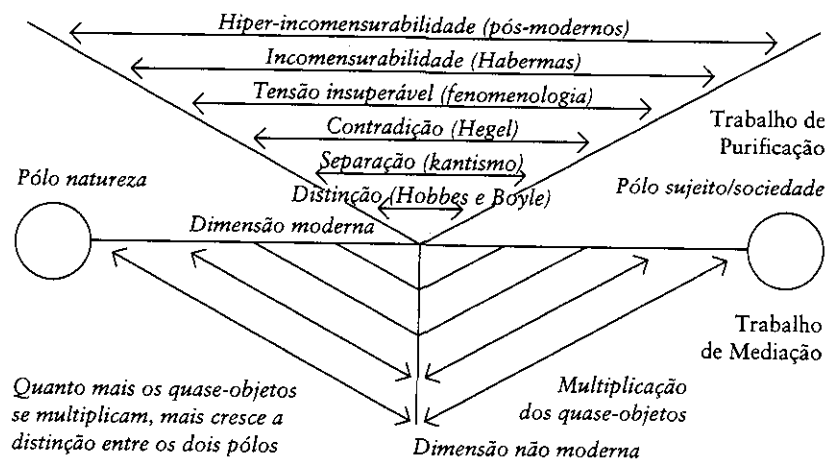 Hiper-incomensurabilidade (pós-modernos)
Incomensurabilidade (Habermas)
Tensão insuperável (fenomenologia)
Contradição (Hegel)
Trabalho de
Purificação
Separação (kantismo)
Pólo natureza
Pólo sujeito/sociedade
Distinção (Hobbes e Boyle)
Dimensão moderna
Trabalho
de Mediação
Quanto mais os quase-objetos
se multiplicam, mais cresce a
distinção entre os dois pólos
Multiplicação
dos quase-objetos
Dimensão não moderna